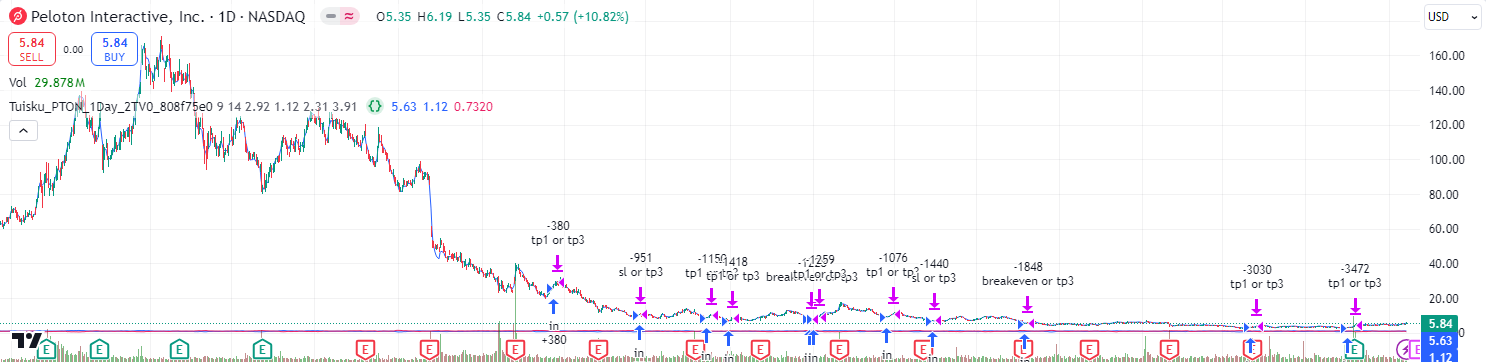 Peloton Interactive, Inc. · 1D · NASDAQ O5.35 H6.19 L5.35 C5.84 +0.57 (+10.82%)
USD
5.84 SELL
0.00
5.84 BUY
Vol 29.878M
Tuisku_PTON_1Day_2TV0_808f75e0 9 14 2.92 1.12 2.31 3.91 {} 5.63 1.12 0.7320
160.00
140.00
120.00
100.00
80.00
60.00
40.00
20.00
5.84
5.63
1.12
-380
tp1 or tp3
in
+380
-951
sl or tp3
in
-1418
-1259
-1076
tp1 or tp3
in
-1440
sl or tp3
-1848
breakeven or tp3
-3030
tp1 or tp3
-3472
tp1 or tp3
E E E E E E E E E E E E E E E E E E